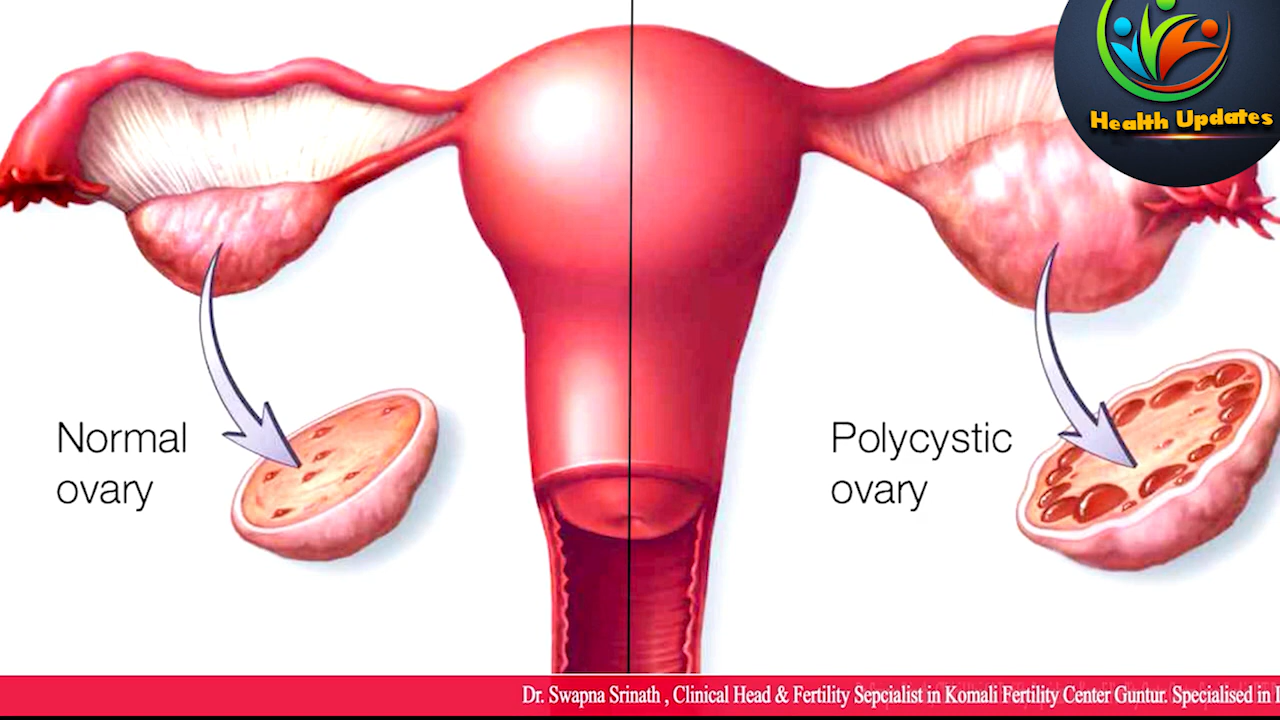 Health Updates
Normal
ovary
Polycystic
ovary
Dr. Swapna Srinath , Clinical Head & Fertility Sepcialist in Komali Fertility Center Guntur. Specialised in